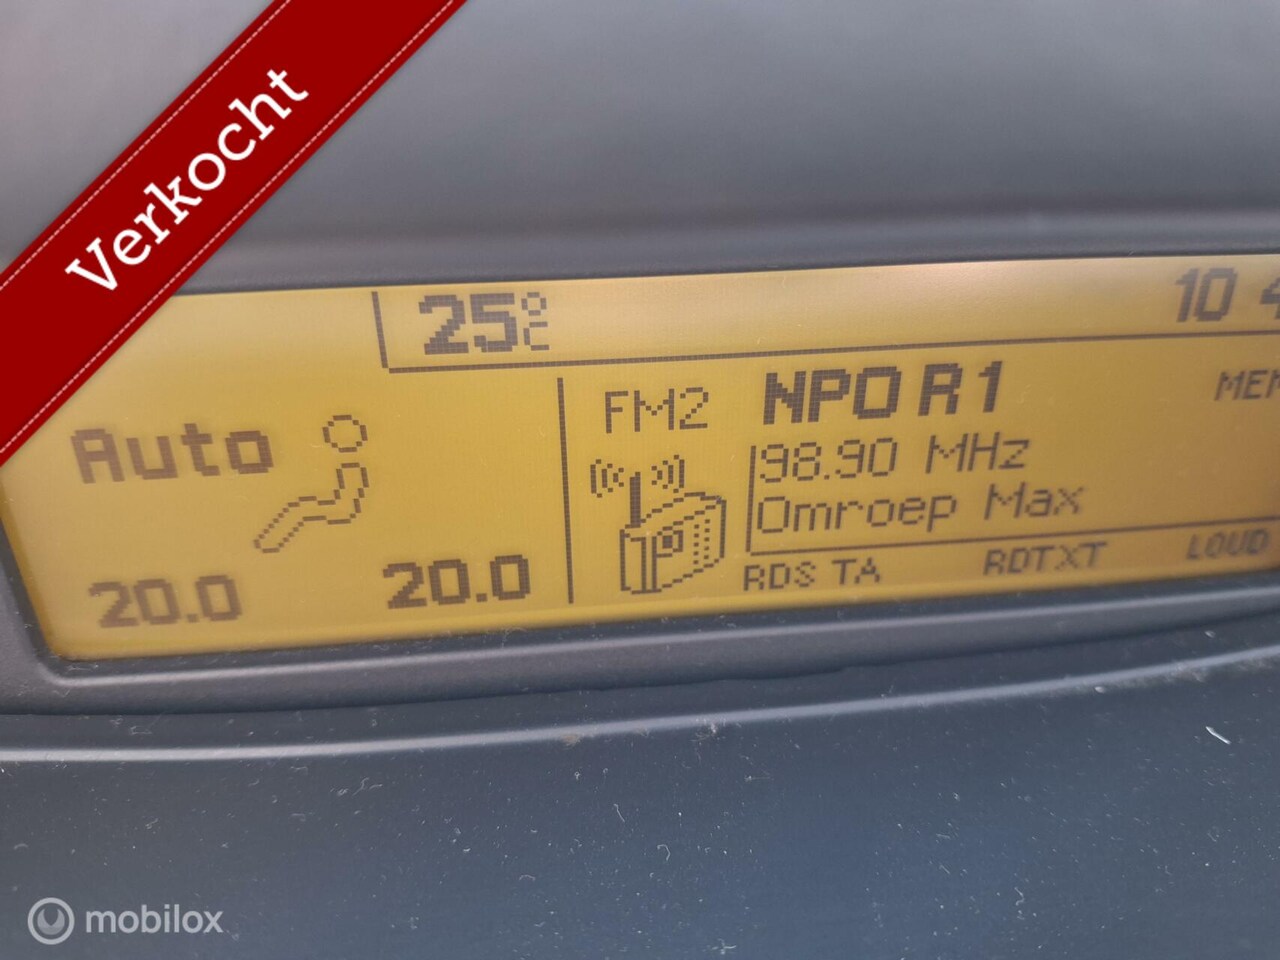 Verkocht
25°C
10 4
Auto
20.0 20.0
FM2
NPO R1
98.90 MHz
Omroep Max
RDS TA RDTXT LOUD
mobilox